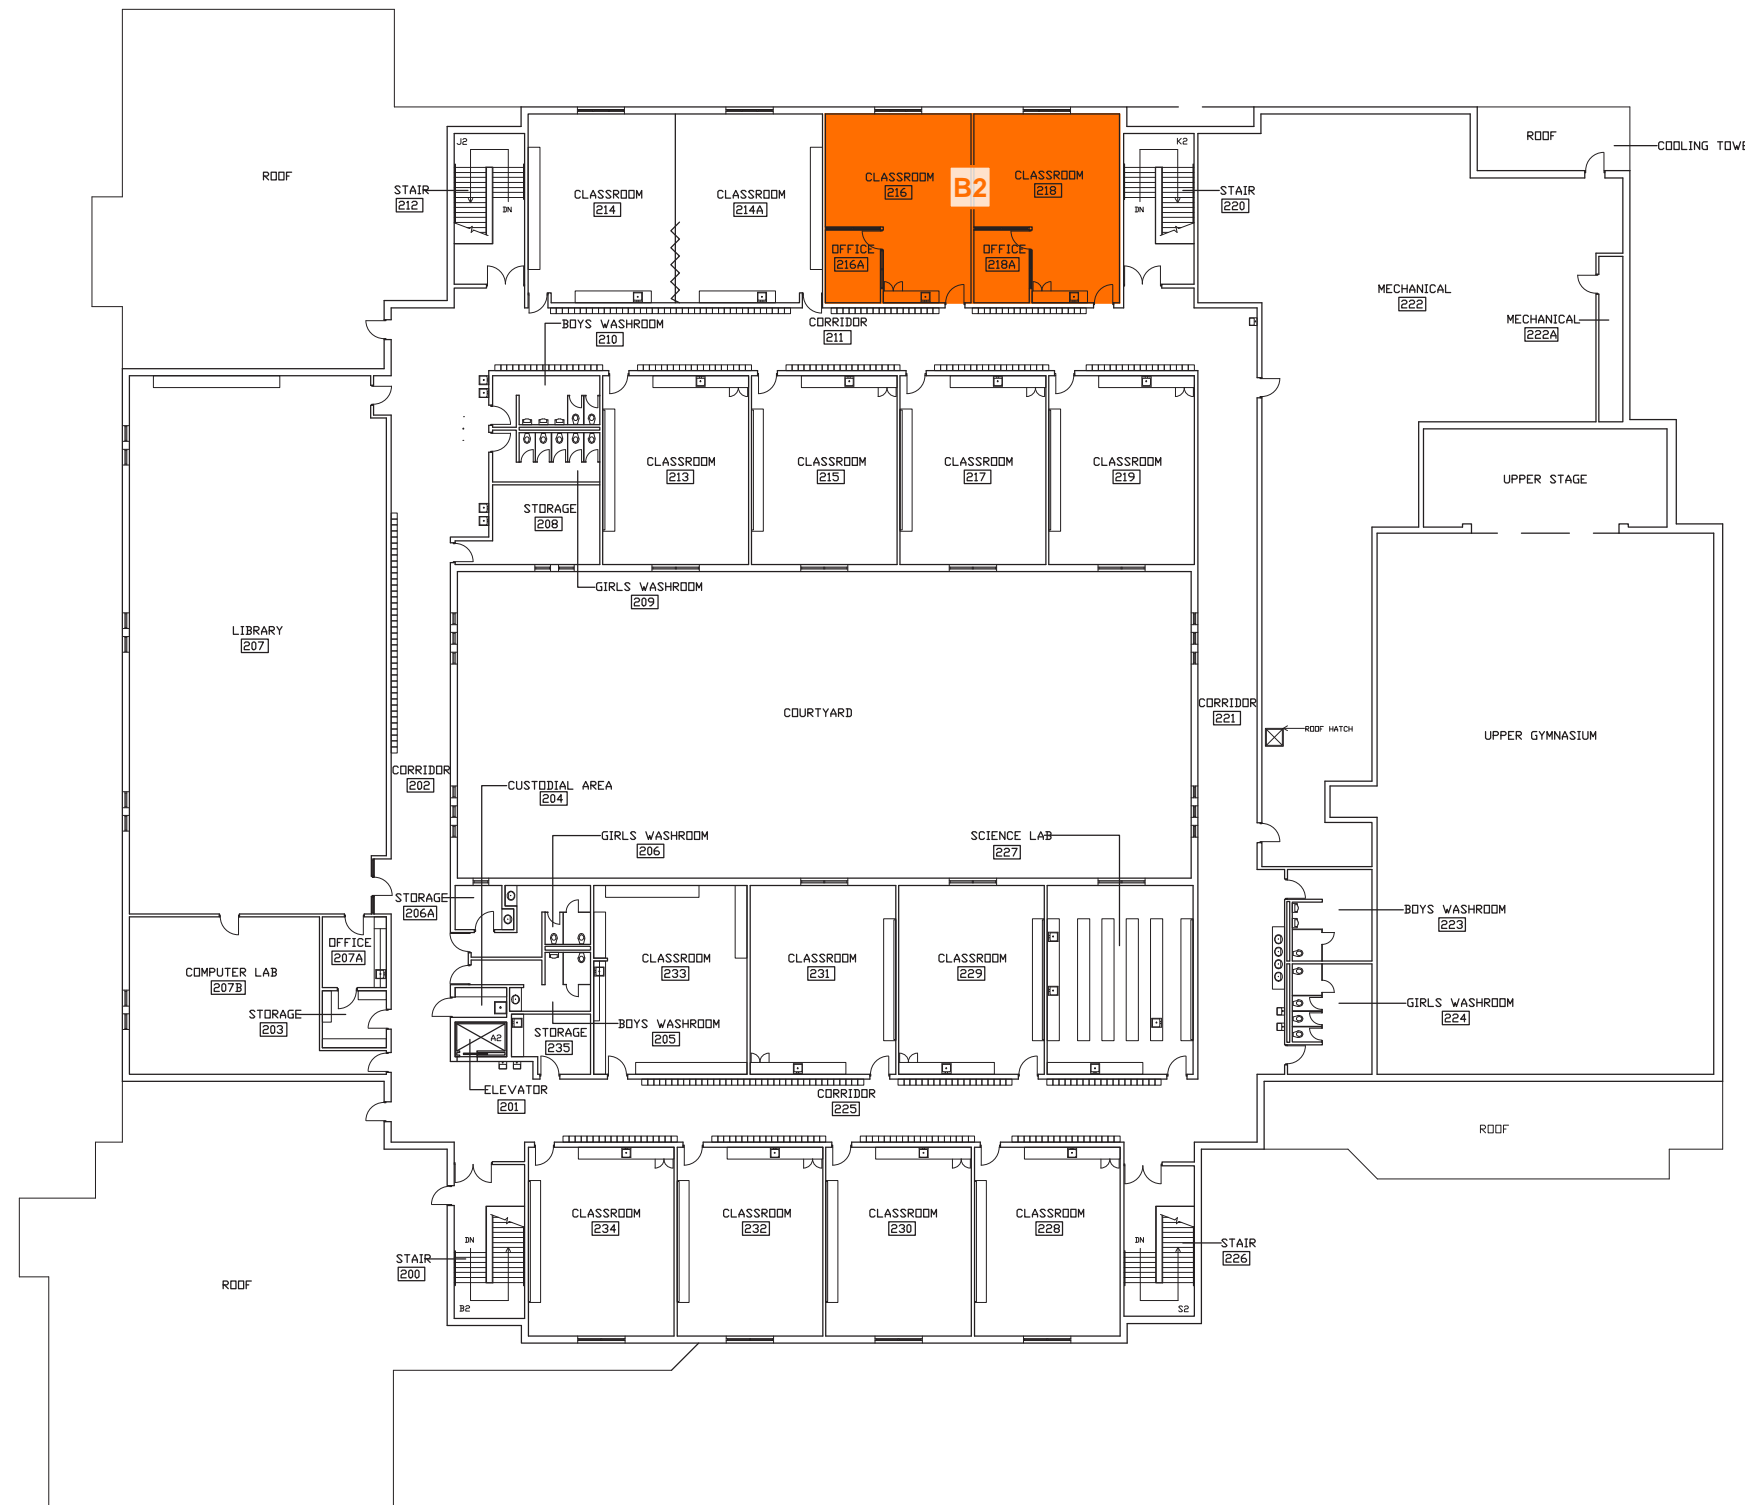 ROOF
COOLING TOWE
ROOF
J2
K2
STAIR
212
DN
CLASSROOM
214
CLASSROOM
214A
CLASSROOM
216
B2
CLASSROOM
218
DN
STAIR
220
OFFICE
216A
OFFICE
218A
MECHANICAL
222
MECHANICAL
222A
BOYS WASHROOM
210
CORRIDOR
211
CLASSROOM
213
CLASSROOM
215
CLASSROOM
217
CLASSROOM
219
UPPER STAGE
STORAGE
208
GIRLS WASHROOM
209
LIBRARY
207
COURTYARD
CORRIDOR
221
ROOF HATCH
UPPER GYMNASIUM
CORRIDOR
202
CUSTODIAL AREA
204
GIRLS WASHROOM
206
SCIENCE LAB
227
STORAGE
206A
BOYS WASHROOM
223
OFFICE
207A
COMPUTER LAB
207B
CLASSROOM
233
CLASSROOM
231
CLASSROOM
229
GIRLS WASHROOM
224
STORAGE
203
BOYS WASHROOM
205
STORAGE
235
A2
ELEVATOR
201
CORRIDOR
225
ROOF
CLASSROOM
234
CLASSROOM
232
CLASSROOM
230
CLASSROOM
228
DN
DN
STAIR
200
STAIR
226
ROOF
B2
S2